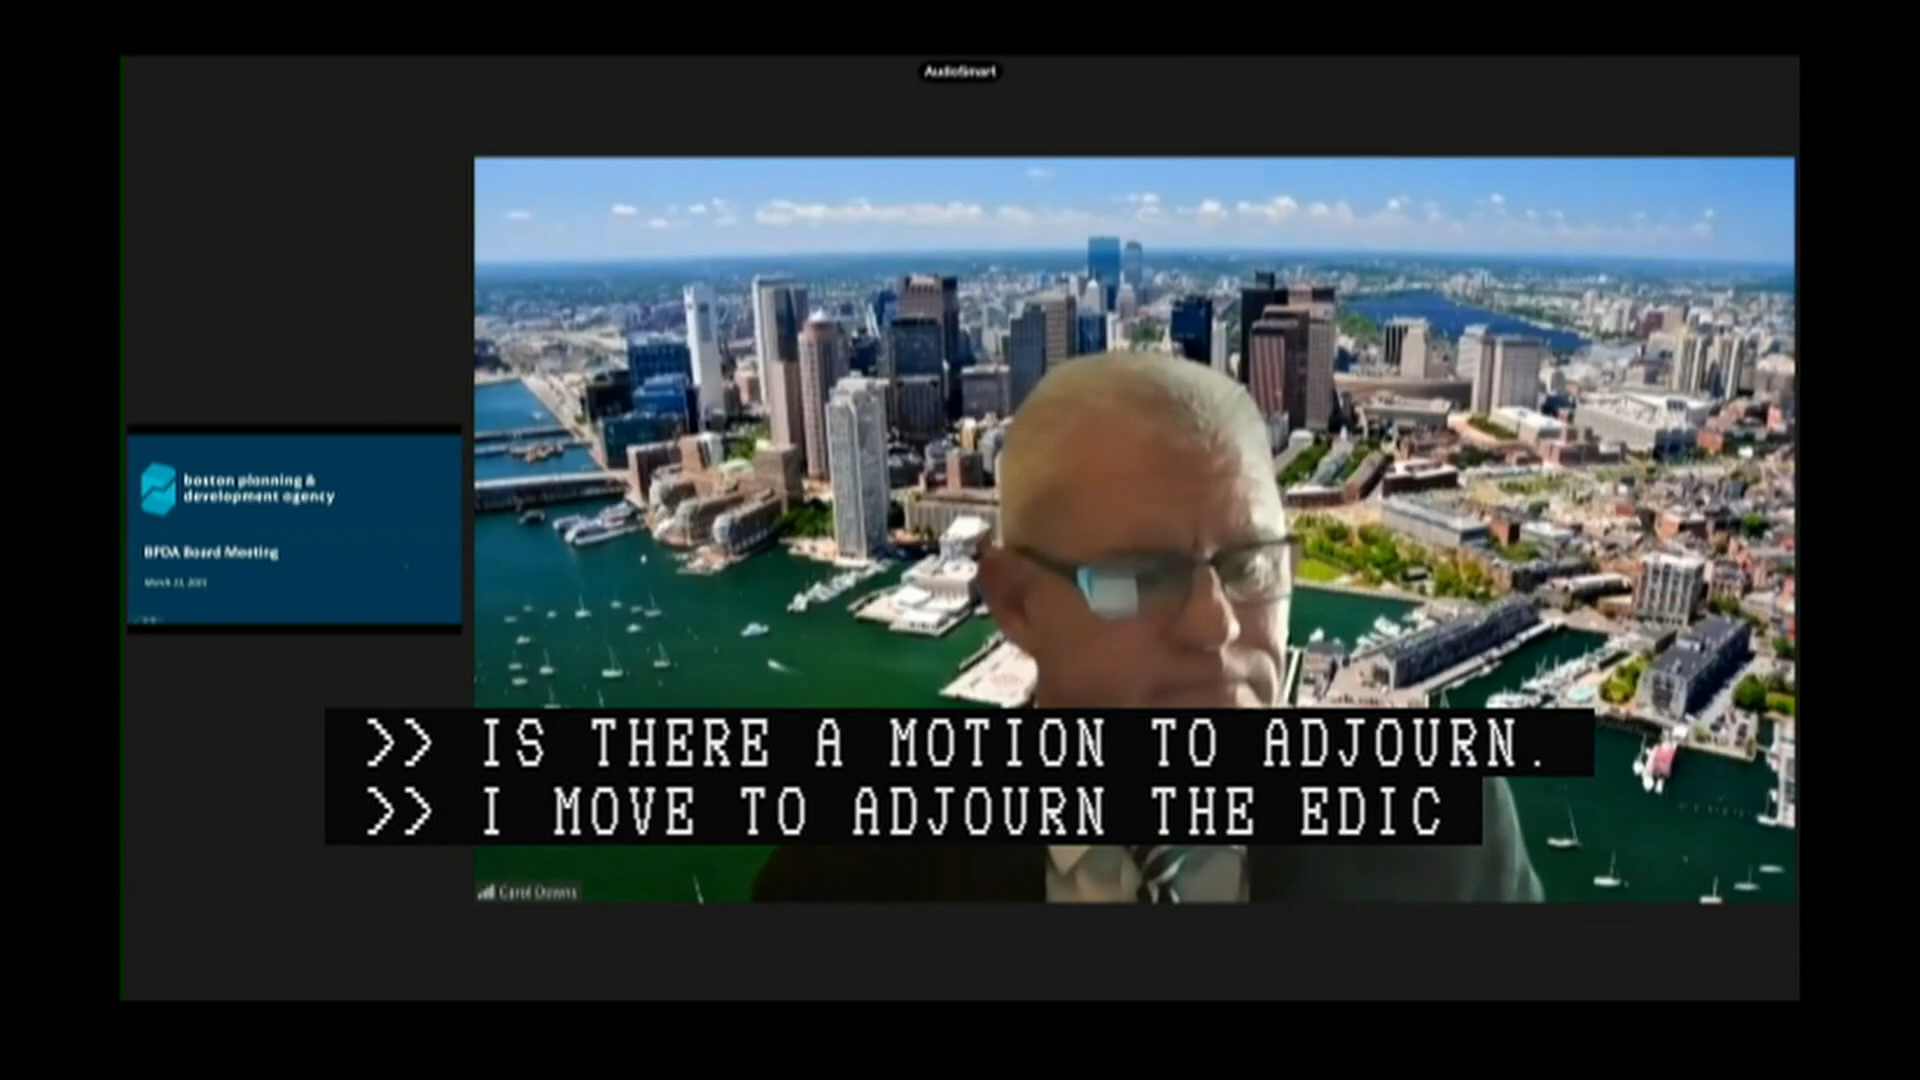 AudioSmart
boston planning &
development agency
BPDA Board Meeting
>> IS THERE A MOTION TO ADJOURN.
>> I MOVE TO ADJOURN THE EDIC
Carol Downs